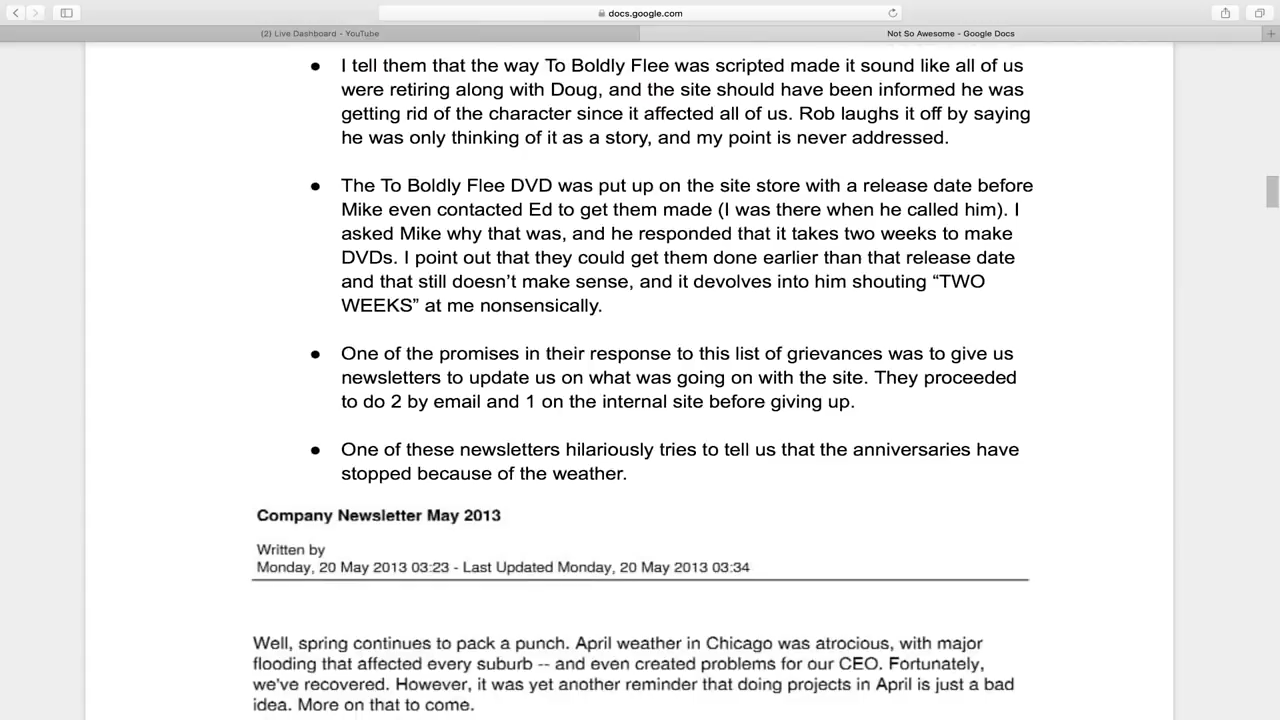 docs.google.com
(2) Live Dashboard - YouTube
Not So Awesome - Google Docs
● I tell them that the way To Boldly Flee was scripted made it sound like all of us
were retiring along with Doug, and the site should have been informed he was
getting rid of the character since it affected all of us. Rob laughs it off by saying
he was only thinking of it as a story, and my point is never addressed.
● The To Boldly Flee DVD was put up on the site store with a release date before
Mike even contacted Ed to get them made (I was there when he called him). I
asked Mike why that was, and he responded that it takes two weeks to make
DVDs. I point out that they could get them done earlier than that release date
and that still doesn’t make sense, and it devolves into him shouting “TWO
WEEKS” at me nonsensically.
● One of the promises in their response to this list of grievances was to give us
newsletters to update us on what was going on with the site. They proceeded
to do 2 by email and 1 on the internal site before giving up.
● One of these newsletters hilariously tries to tell us that the anniversaries have
stopped because of the weather.
Company Newsletter May 2013
Written by
Monday, 20 May 2013 03:23 - Last Updated Monday, 20 May 2013 03:34
Well, spring continues to pack a punch. April weather in Chicago was atrocious, with major
flooding that affected every suburb -- and even created problems for our CEO. Fortunately,
we've recovered. However, it was yet another reminder that doing projects in April is just a bad
idea. More on that to come.